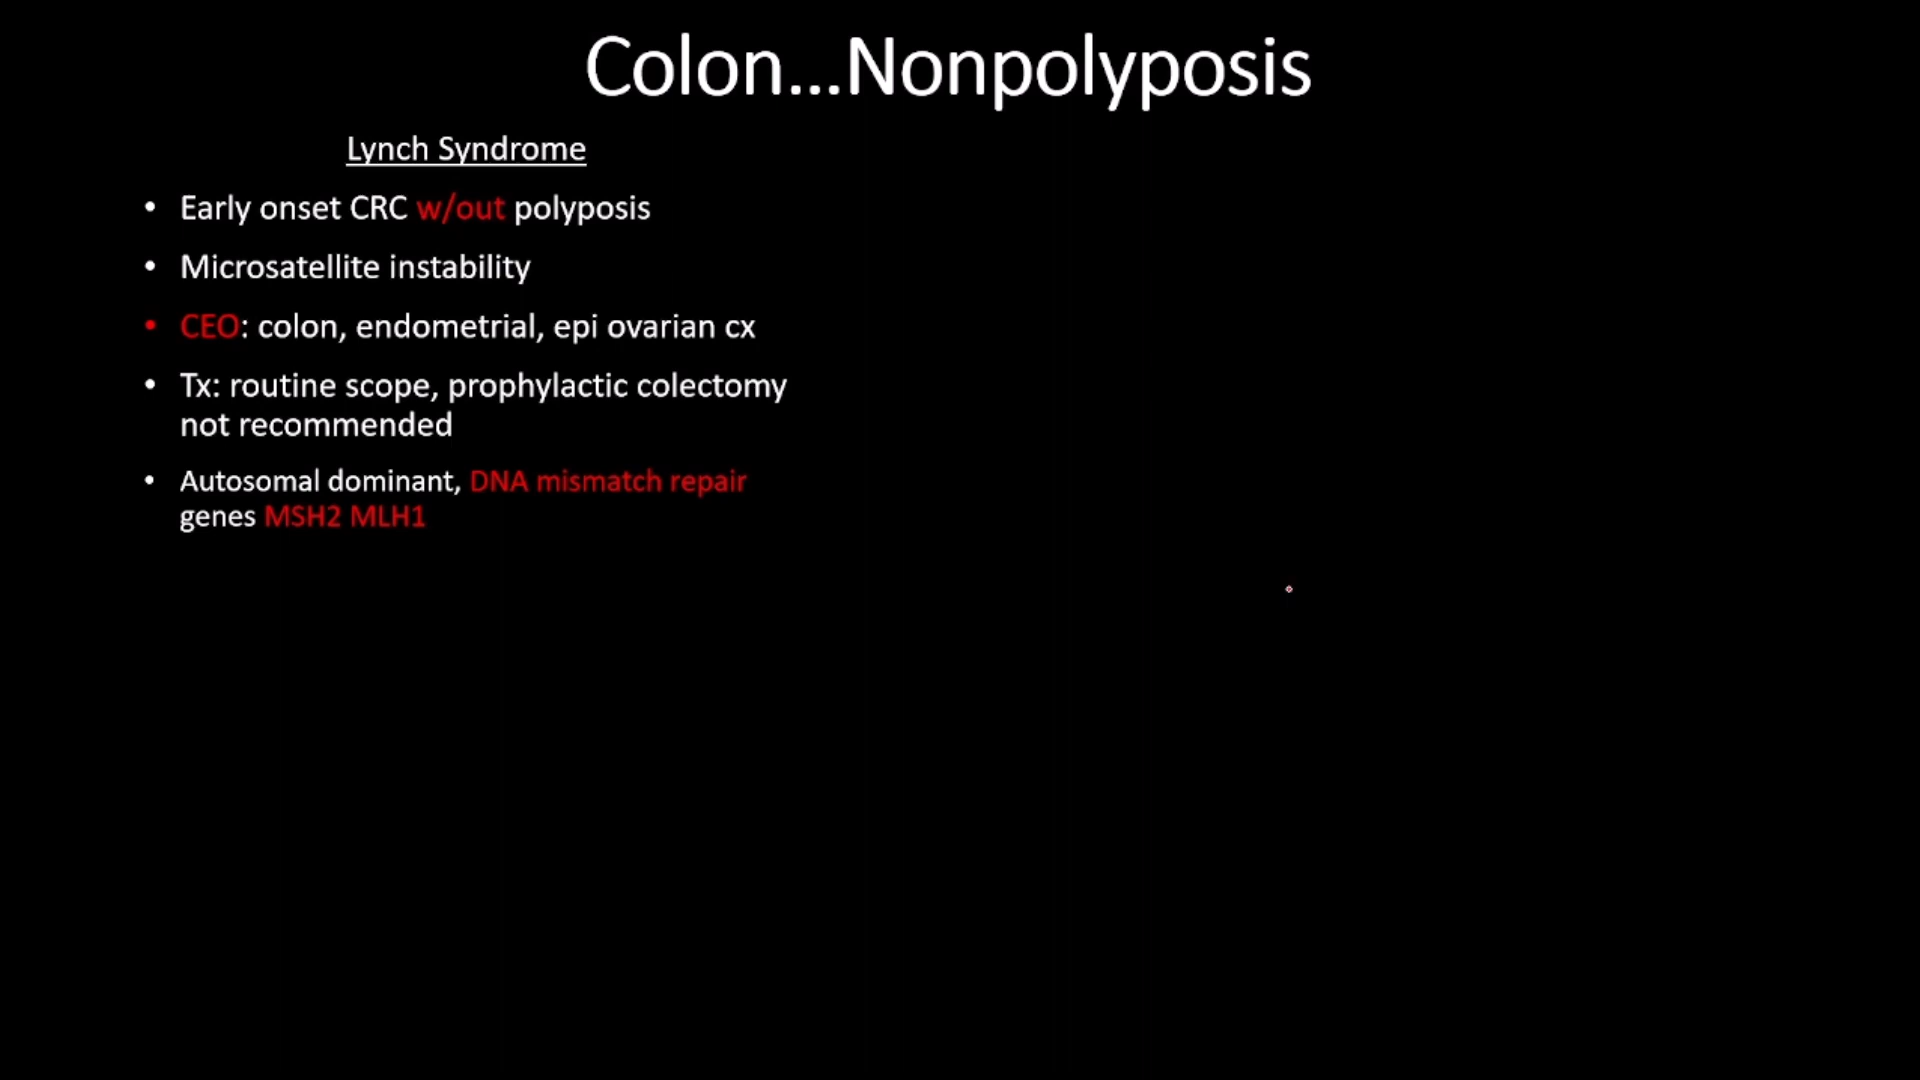 Colon...Nonpolyposis
Lynch Syndrome
• Early onset CRC w/out polyposis
• Microsatellite instability
• CEO: colon, endometrial, epi ovarian cx
• Tx: routine scope, prophylactic colectomy
not recommended
• Autosomal dominant, DNA mismatch repair
genes MSH2 MLH1